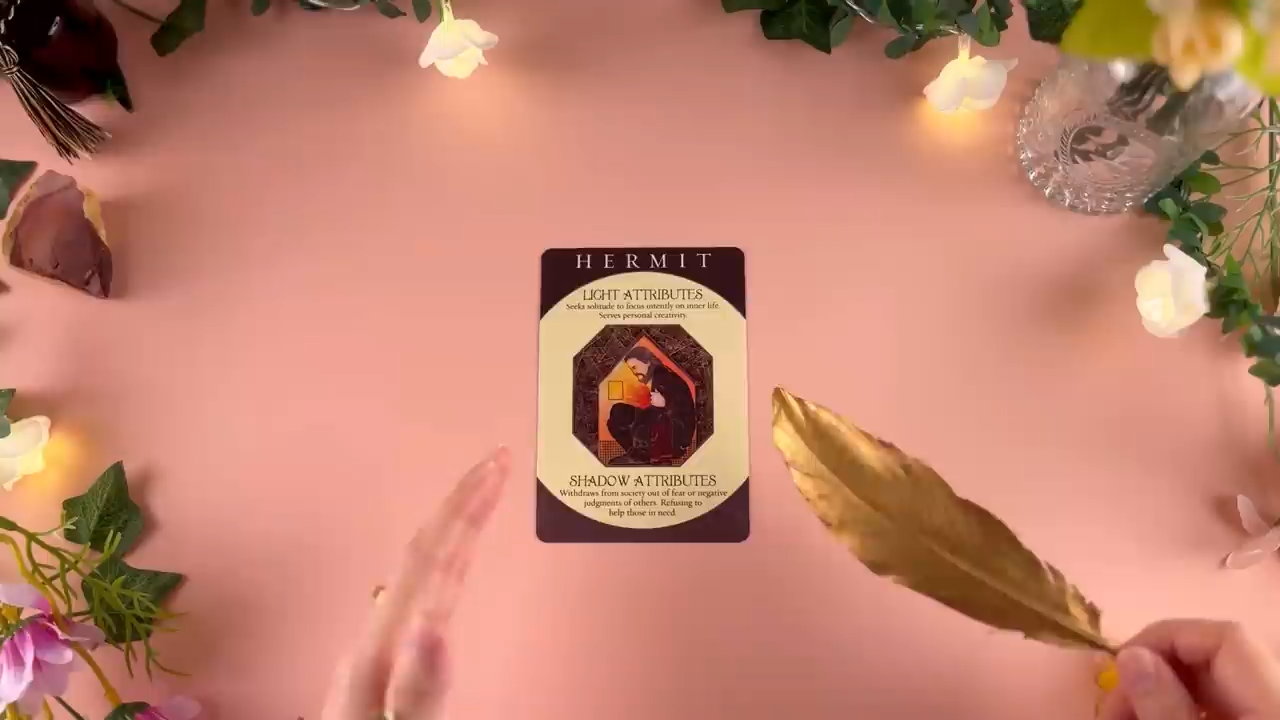 HERMIT
LIGHT ATTRIBUTES
Seeks solitude to focus intently on inner life.
Serves personal creativity.
SHADOW ATTRIBUTES
Withdraws from society out of fear or negative
judgments of others. Refusing to
help those in need.